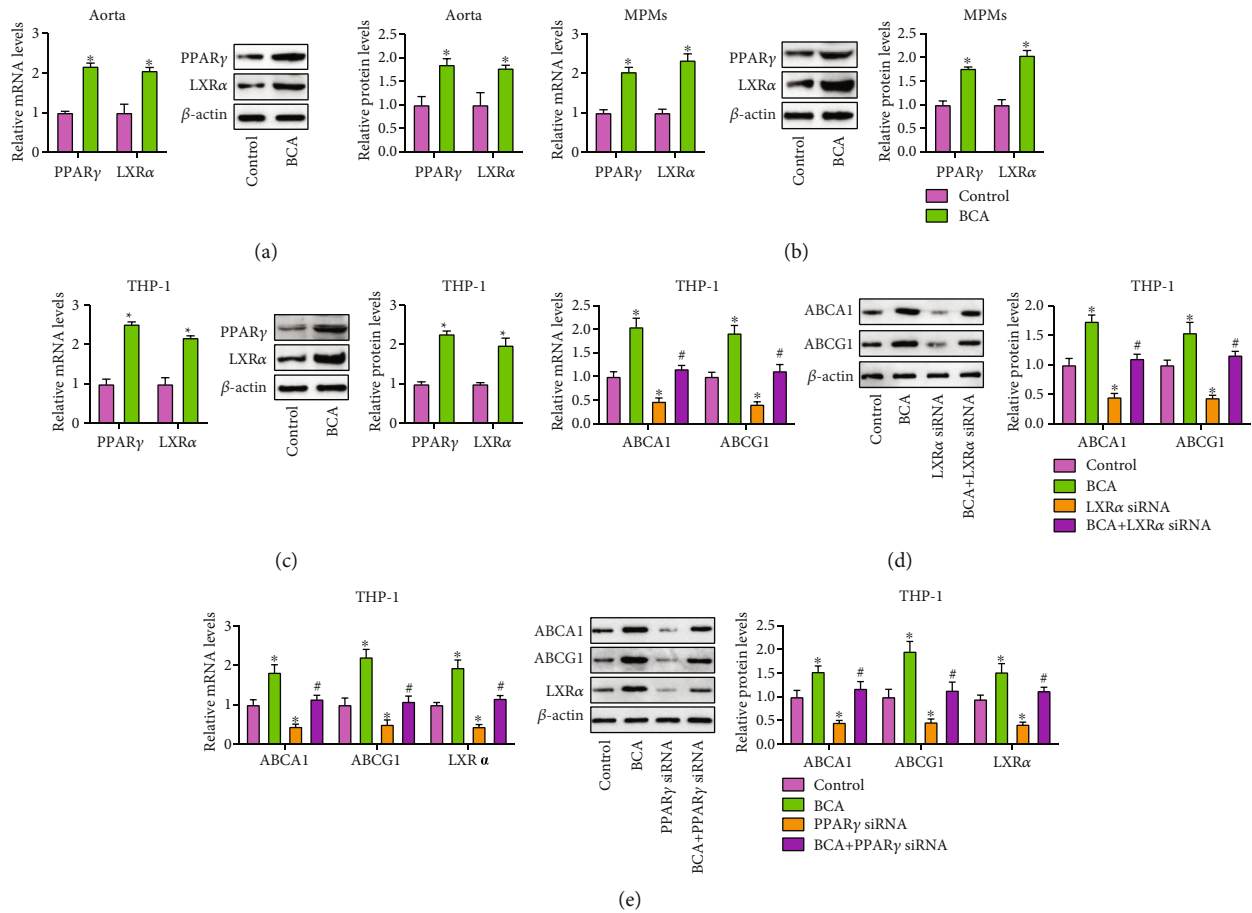 Aorta
Relative mRNA levels
3
2
1
0
PPARγ LXRα
PPARγ
LXRα
β-actin
Control
BCA
Aorta
Relative protein levels
2.5
2.0
1.5
1.0
0.5
0.0
PPARγ LXRα
(a)
MPMs
Relative mRNA levels
3
2
1
0
PPARγ LXRα
PPARγ
LXRα
β-actin
Control
BCA
MPMs
Relative protein levels
2.5
2.0
1.5
1.0
0.5
0.0
PPARγ LXRα
Control
BCA
(b)
THP-1
Relative mRNA levels
3
2
1
0
PPARγ LXRα
PPARγ
LXRα
β-actin
Control
BCA
THP-1
Relative protein levels
3
2
1
0
PPARγ LXRα
(c)
THP-1
Relative mRNA levels
2.5
2.0
1.5
1.0
0.5
0.0
* * # * * #
ABCA1 ABCG1
ABCA1
ABCG1
β-actin
Control
BCA
LXRα siRNA
BCA+LXRα siRNA
THP-1
Relative protein levels
2.0
1.5
1.0
0.5
0.0
* * # * * #
ABCA1 ABCG1
Control
BCA
LXRα siRNA
BCA+LXRα siRNA
(d)
THP-1
Relative mRNA levels
3
2
1
0
* * # * * # * * #
ABCA1 ABCG1 LXR α
ABCA1
ABCG1
LXRα
β-actin
Control
BCA
PPARγ siRNA
BCA+PPARγ siRNA
THP-1
Relative protein levels
2.5
2.0
1.5
1.0
0.5
0.0
* * # * * # * * #
ABCA1 ABCG1 LXRα
Control
BCA
PPARγ siRNA
BCA+PPARγ siRNA
(e)